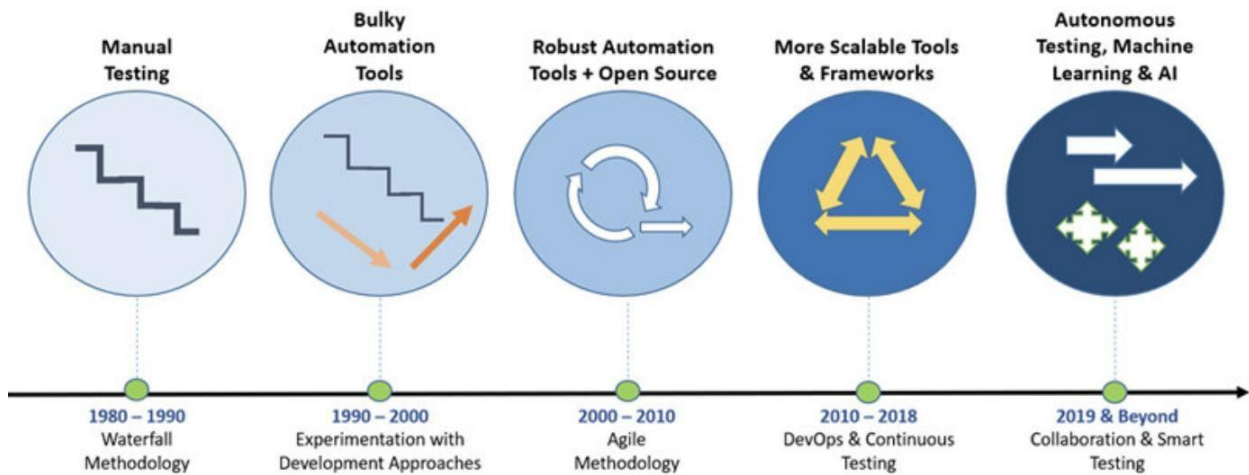 Manual
Testing
Bulky
Automation
Tools
Robust Automation
Tools + Open Source
More Scalable Tools
& Frameworks
Autonomous
Testing, Machine
Learning & AI
1980 – 1990
Waterfall
Methodology
1990 – 2000
Experimentation with
Development Approaches
2000 – 2010
Agile
Methodology
2010 – 2018
DevOps & Continuous
Testing
2019 & Beyond
Collaboration & Smart
Testing